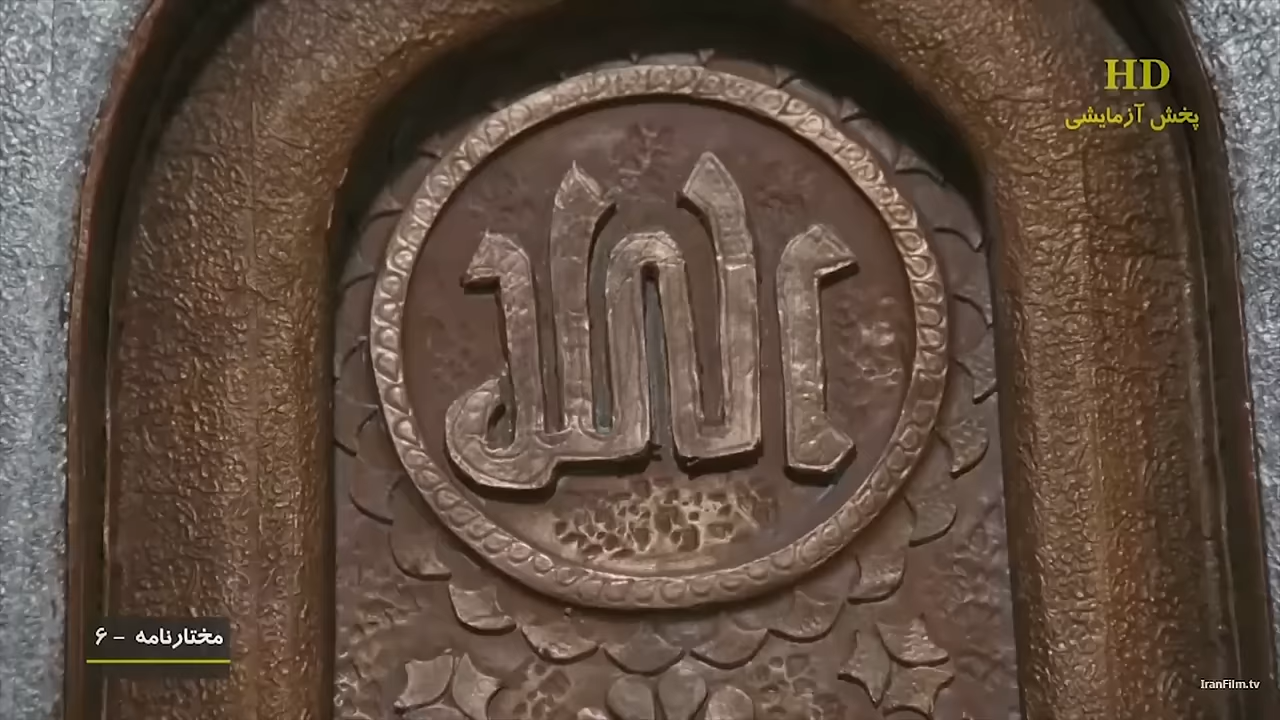 HD
پخش آزمایشی
الله
مختارنامه - ۶
IranFilm.tv